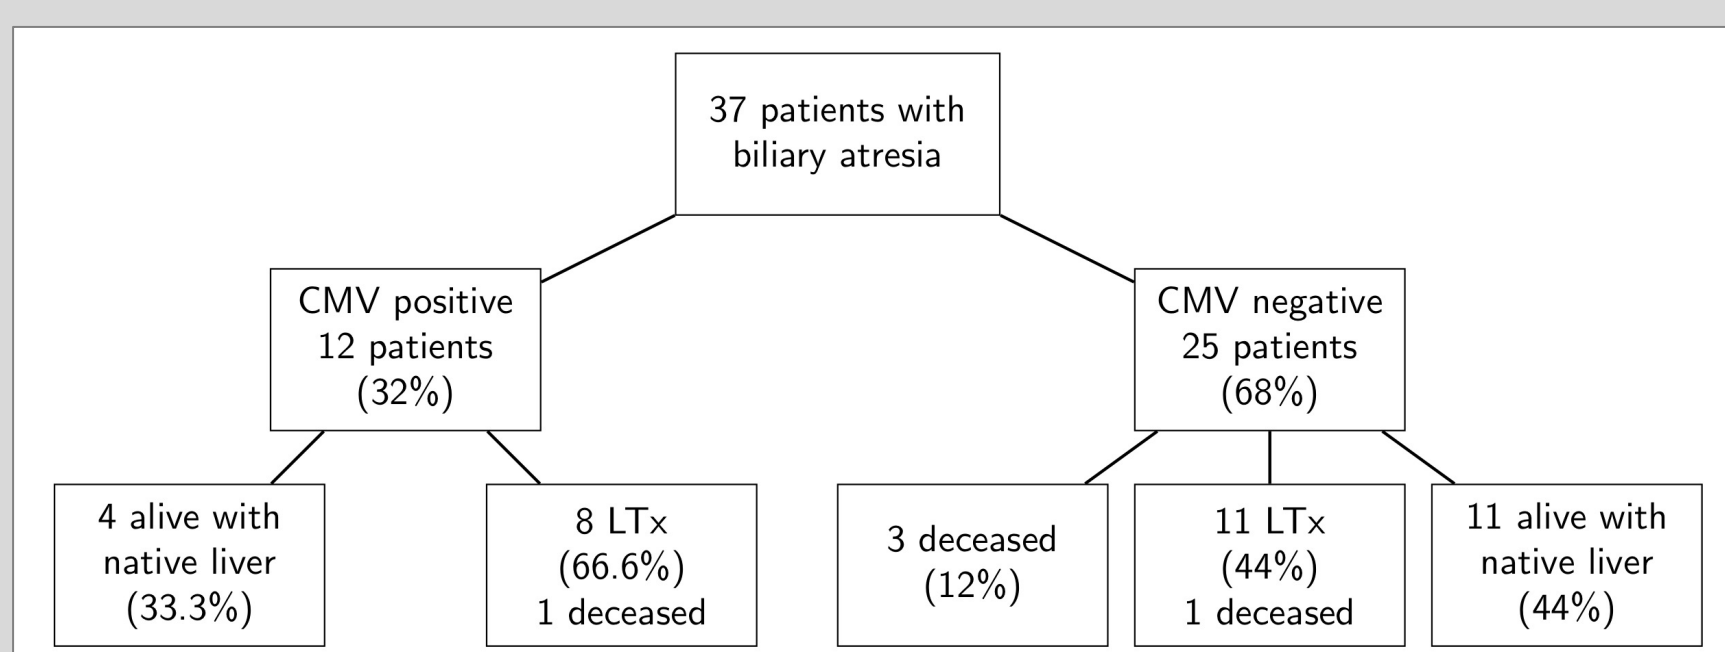 37 patients with
biliary atresia
CMV positive
12 patients
(32%)
CMV negative
25 patients
(68%)
4 alive with
native liver
(33.3%)
8 LTx
(66.6%)
1 deceased
3 deceased
(12%)
11 LTx
(44%)
1 deceased
11 alive with
native liver
(44%)